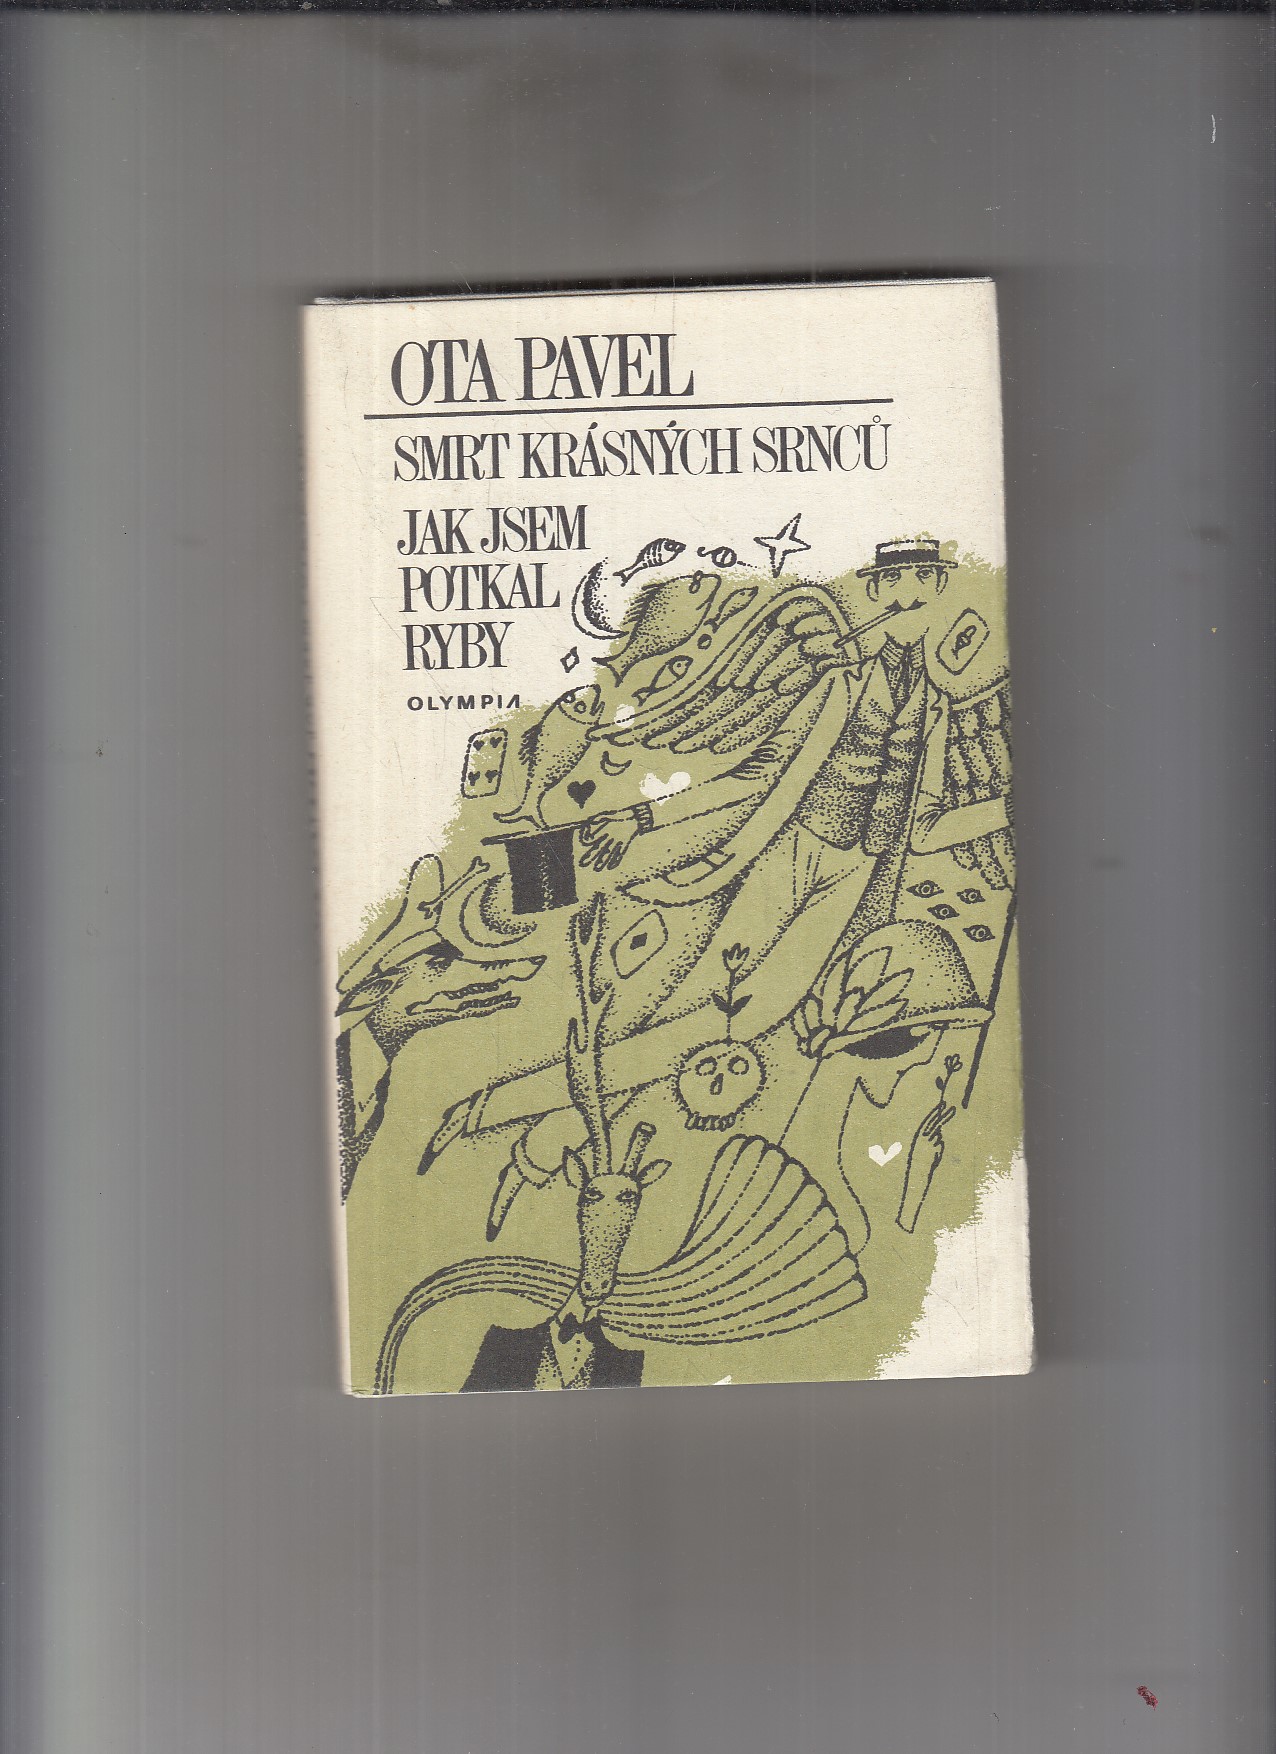 OTA PAVEL
SMRT KRÁSNÝCH SRNCŮ
JAK JSEM
POTKAL
RYBY
OLYMPIA